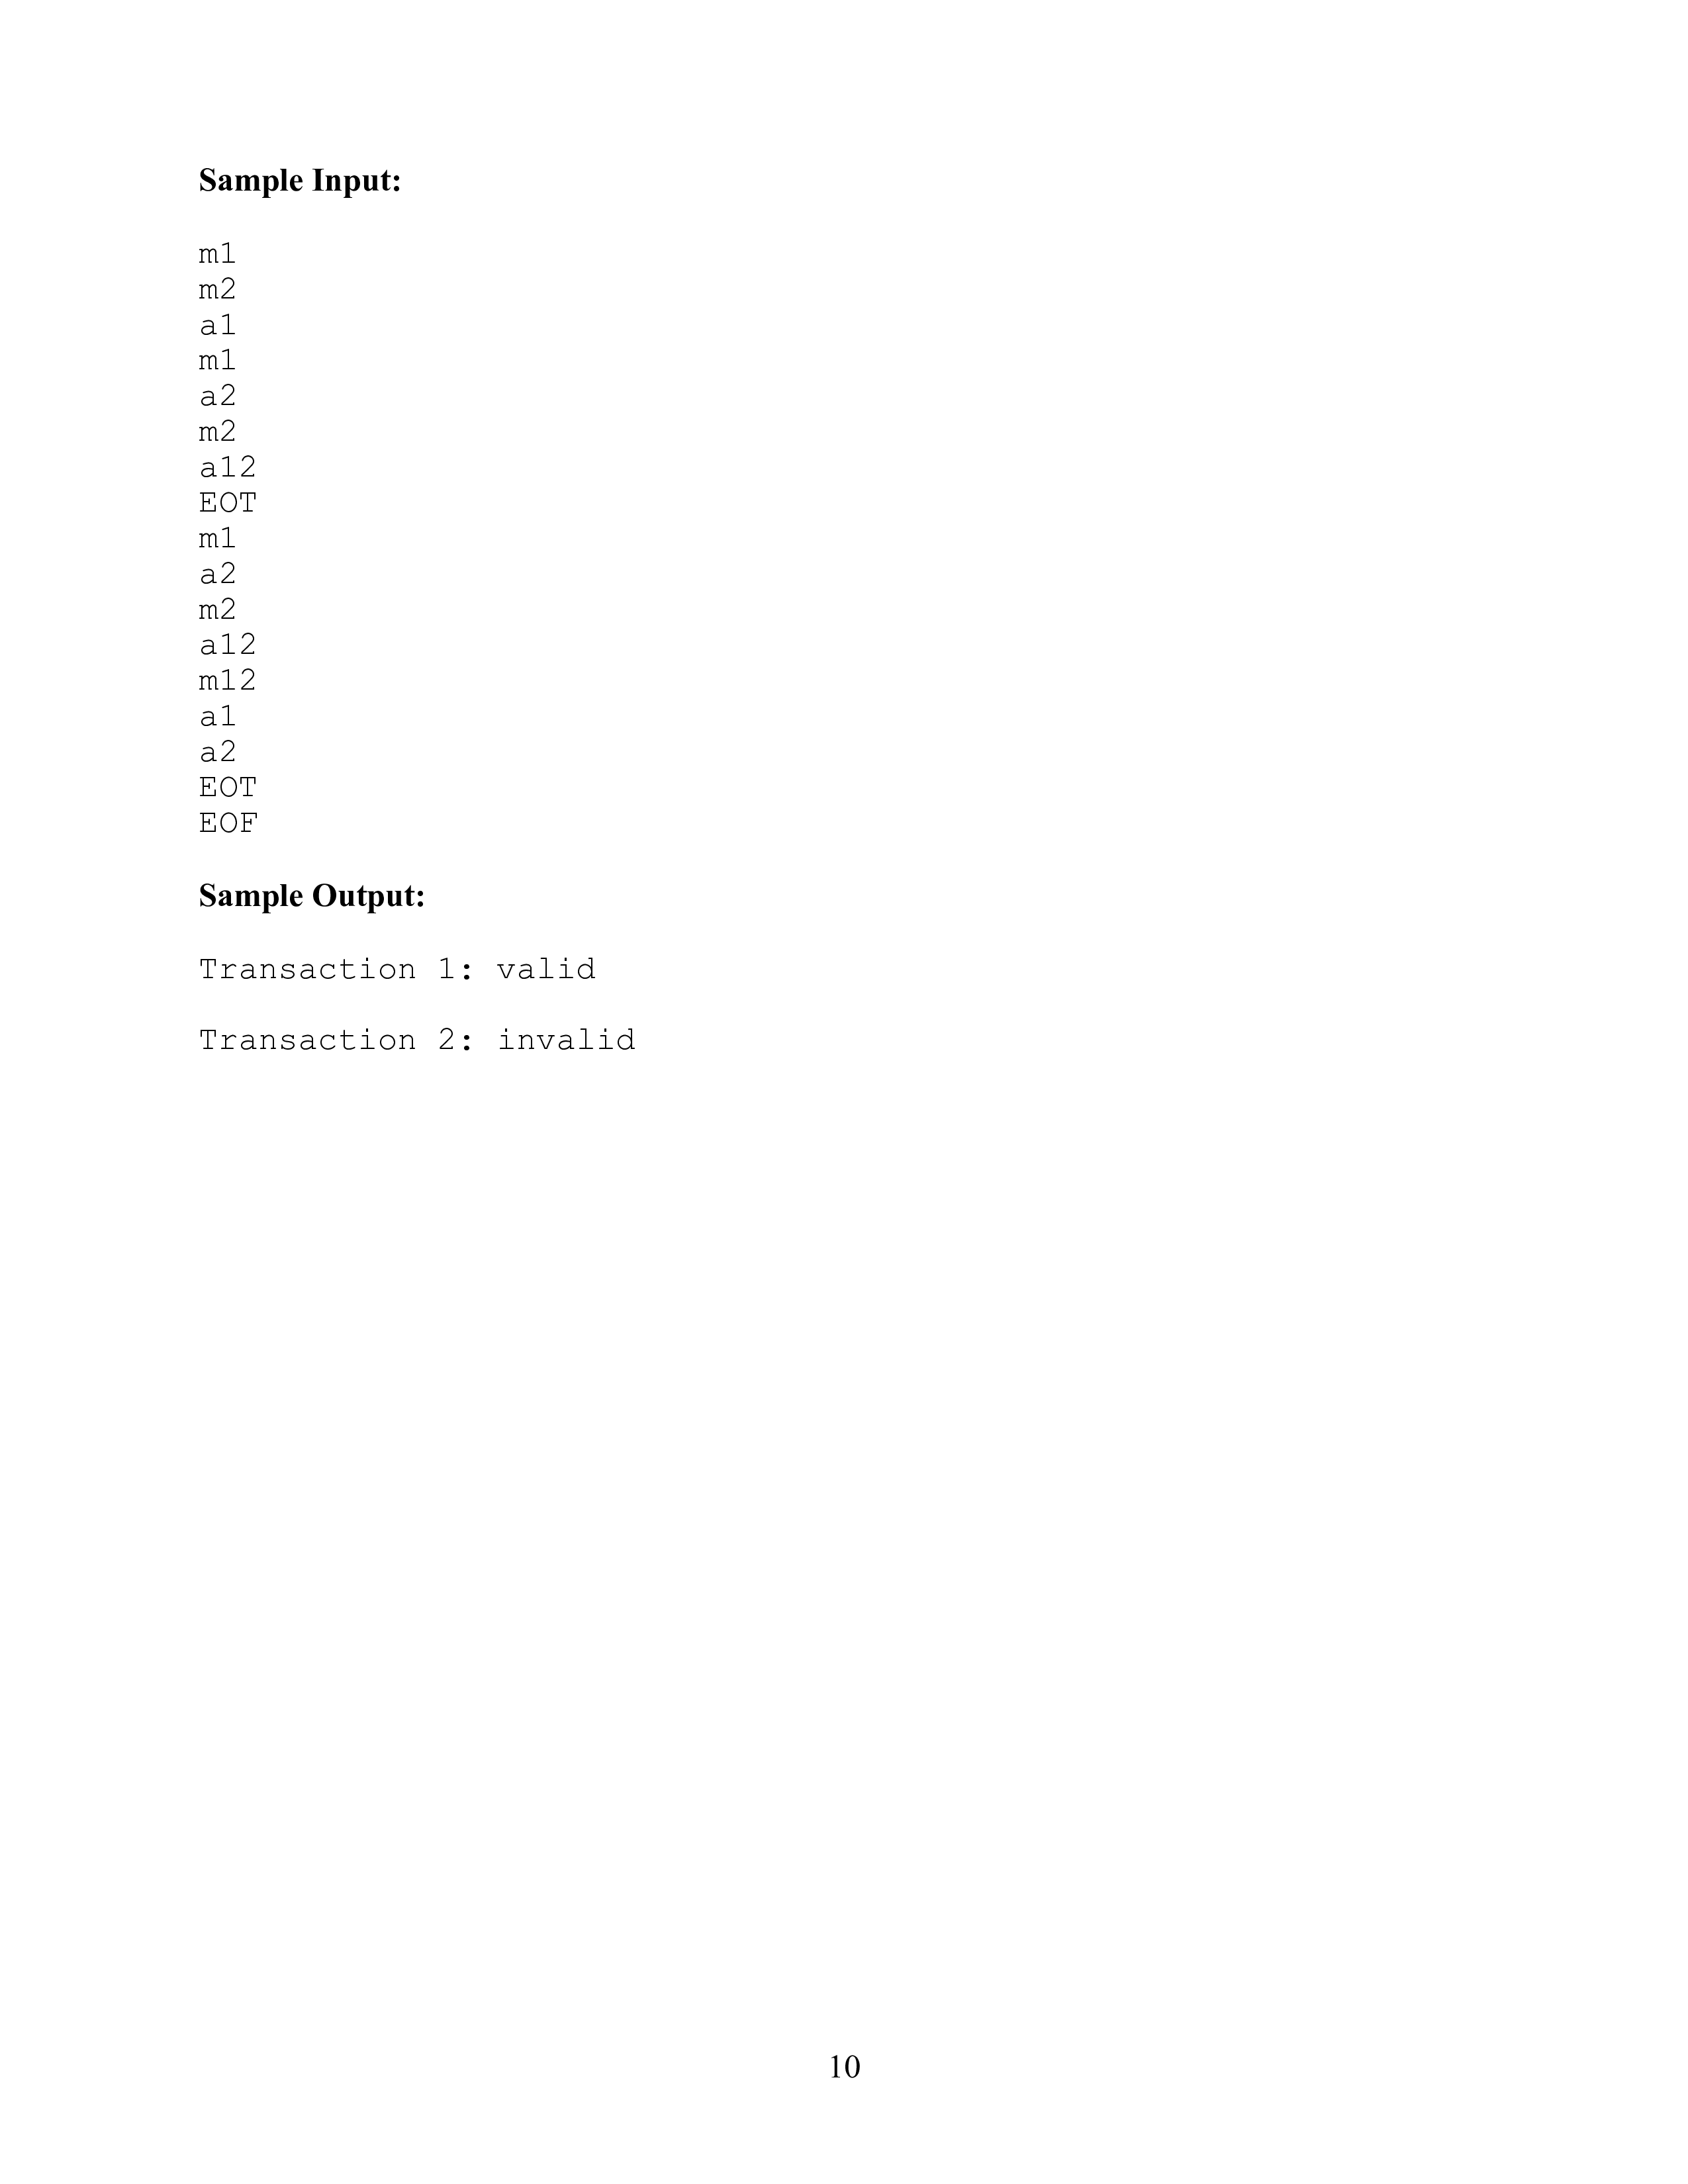 Sample Input:
m1
m2
a1
m1
a2
m2
a12
EOT
m1
a2
m2
a12
m12
a1
a2
EOT
EOF
Sample Output:
Transaction 1: valid
Transaction 2: invalid
10